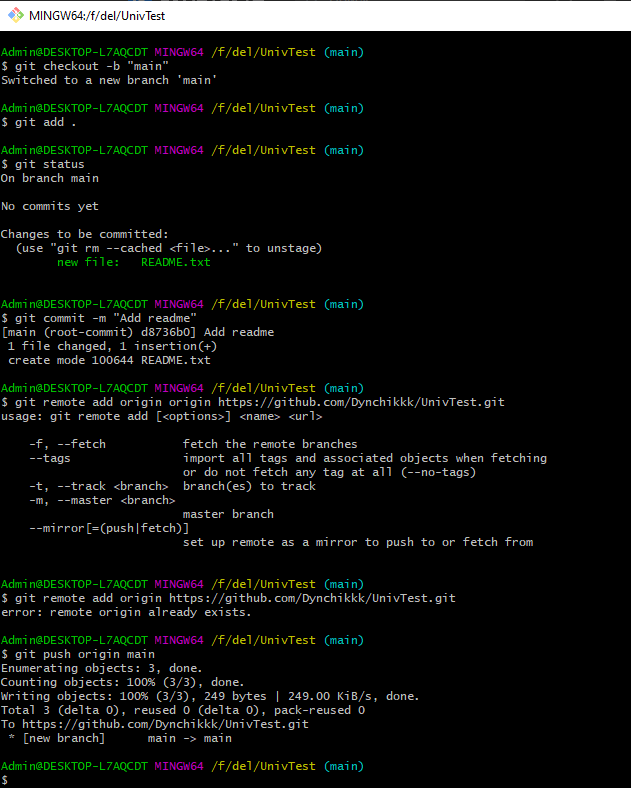 MINGW64:/f/del/UnivTest
Admin@DESKTOP-L7AQCDT MINGW64 /f/del/UnivTest (main)
$ git checkout -b "main"
Switched to a new branch 'main'
Admin@DESKTOP-L7AQCDT MINGW64 /f/del/UnivTest (main)
$ git add .
Admin@DESKTOP-L7AQCDT MINGW64 /f/del/UnivTest (main)
$ git status
On branch main
No commits yet
Changes to be committed:
  (use "git rm --cached <file>..." to unstage)
        new file:   README.txt
Admin@DESKTOP-L7AQCDT MINGW64 /f/del/UnivTest (main)
$ git commit -m "Add readme"
[main (root-commit) d8736b0] Add readme
 1 file changed, 1 insertion(+)
 create mode 100644 README.txt
Admin@DESKTOP-L7AQCDT MINGW64 /f/del/UnivTest (main)
$ git remote add origin origin https://github.com/Dynchikkk/UnivTest.git
usage: git remote add [<options>] <name> <url>
    -f, --fetch           fetch the remote branches
    --tags                import all tags and associated objects when fetching
                          or do not fetch any tag at all (--no-tags)
    -t, --track <branch>  branch(es) to track
    -m, --master <branch>
                          master branch
    --mirror[=(push|fetch)]
                          set up remote as a mirror to push to or fetch from
Admin@DESKTOP-L7AQCDT MINGW64 /f/del/UnivTest (main)
$ git remote add origin https://github.com/Dynchikkk/UnivTest.git
error: remote origin already exists.
Admin@DESKTOP-L7AQCDT MINGW64 /f/del/UnivTest (main)
$ git push origin main
Enumerating objects: 3, done.
Counting objects: 100% (3/3), done.
Writing objects: 100% (3/3), 249 bytes | 249.00 KiB/s, done.
Total 3 (delta 0), reused 0 (delta 0), pack-reused 0
To https://github.com/Dynchikkk/UnivTest.git
 * [new branch]      main -> main
Admin@DESKTOP-L7AQCDT MINGW64 /f/del/UnivTest (main)
$